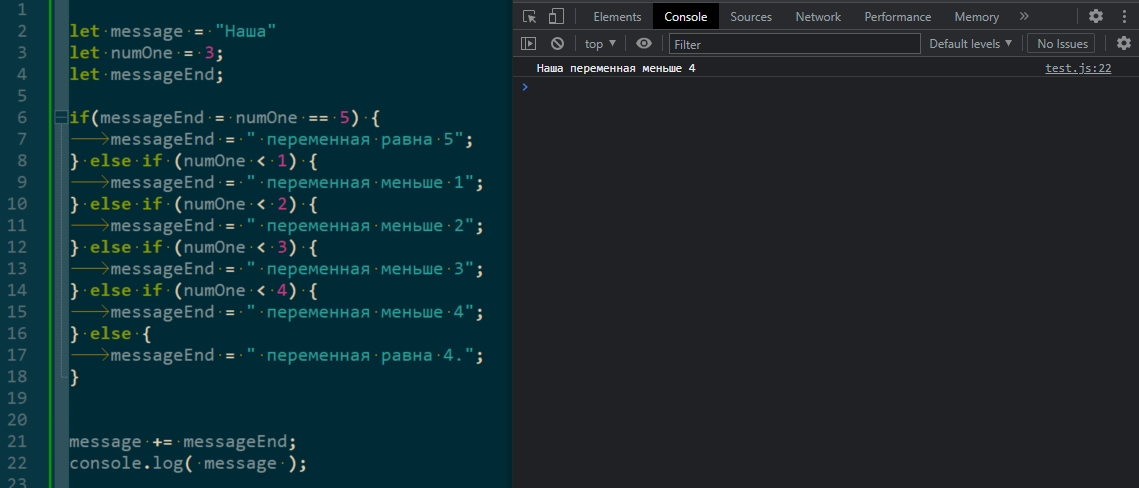 1
2 let message = "Наша"
3 let numOne = 3;
4 let messageEnd;
5
6 if(messageEnd = numOne == 5) {
7 messageEnd = " переменная равна 5";
8 } else if (numOne < 1) {
9 messageEnd = " переменная меньше 1";
10 } else if (numOne < 2) {
11 messageEnd = " переменная меньше 2";
12 } else if (numOne < 3) {
13 messageEnd = " переменная меньше 3";
14 } else if (numOne < 4) {
15 messageEnd = " переменная меньше 4";
16 } else {
17 messageEnd = " переменная равна 4.";
18 }
19
20
21 message += messageEnd;
22 console.log( message );
23
Elements Console Sources Network Performance Memory »
top ▼ Filter Default levels ▼ No Issues
Наша переменная меньше 4 test.js:22
>